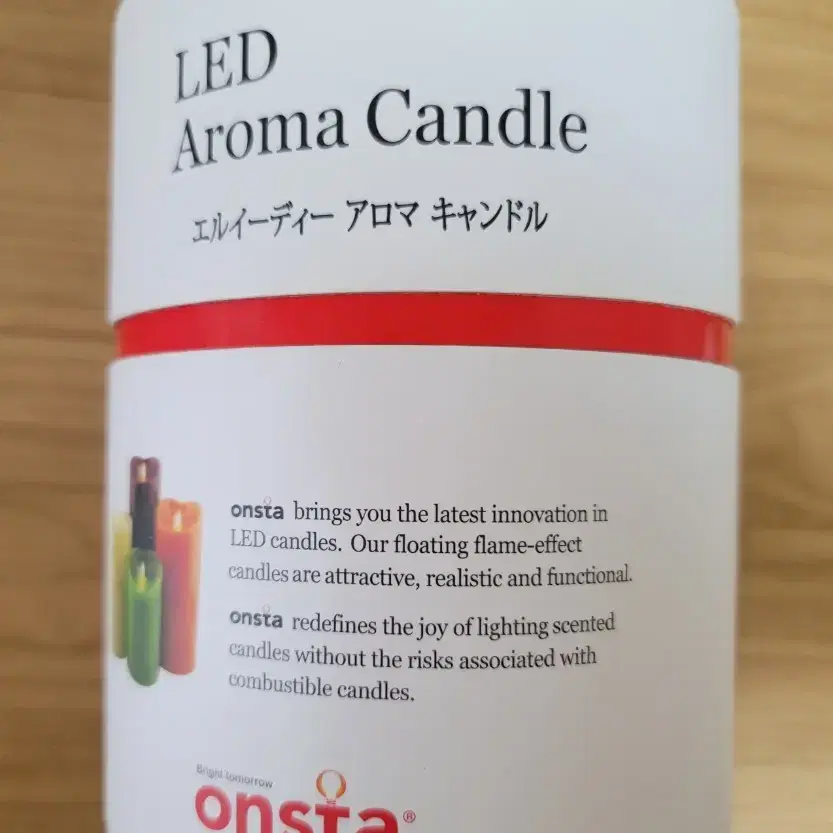 LED
Aroma Candle
エルイーディー アロマ キャンドル
onsta brings you the latest innovation in
LED candles. Our floating flame-effect
candles are attractive, realistic and functional.
onsta redefines the joy of lighting scented
candles without the risks associated with
combustible candles.
Bright tomorrow
onsta®